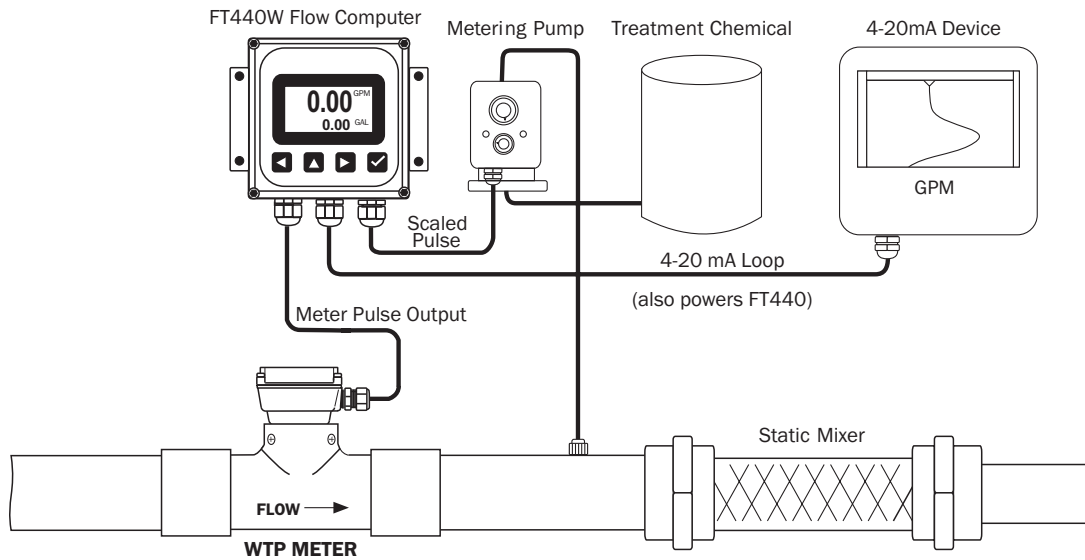 FT440W Flow Computer
Metering Pump
Treatment Chemical
4-20mA Device
0.00 GPM
0.00 GAL
GPM
Scaled
Pulse
4-20 mA Loop
(also powers FT440)
Meter Pulse Output
Static Mixer
FLOW
WTP METER